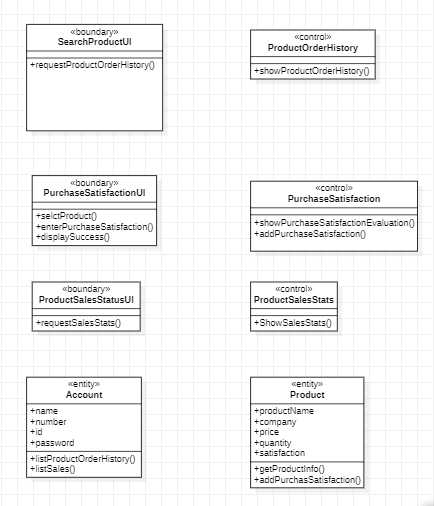 «boundary»
SearchProductUI
+requestProductOrderHistory()
«control»
ProductOrderHistory
+showProductOrderHistory()
«boundary»
PurchaseSatisfactionUI
+selctProduct()
+enterPurchaseSatisfaction()
+displaySuccess()
«control»
PurchaseSatisfaction
+showPurchaseSatisfactionEvaluation()
+addPurchaseSatisfaction()
«boundary»
ProductSalesStatusUI
+requestSalesStats()
«control»
ProductSalesStats
+ShowSalesStats()
«entity»
Account
+name
+number
+id
+password
+listProductOrderHistory()
+listSales()
«entity»
Product
+productName
+company
+price
+quantity
+satisfaction
+getProductInfo()
+addPurchasSatisfaction()